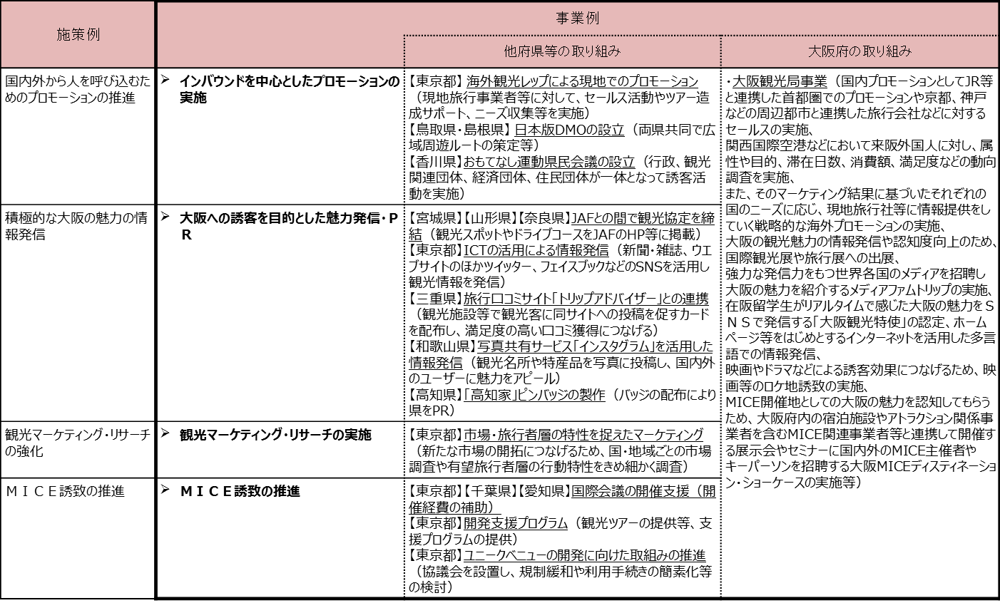 施策例
事業例
他府県等の取り組み
大阪府の取り組み
国内外から人を呼び込むた
めのプロモーションの推進
➢ インバウンドを中心としたプロモーションの
実施
【東京都】海外観光レップによる現地でのプロモーション
（現地旅行事業者等に対して、セールス活動やツアー造
成サポート、ニーズ収集等を実施）
【鳥取県・島根県】日本版DMOの設立（両県共同で広
域周遊ルートの策定等）
【香川県】おもてなし運動県民会議の設立（行政、観光
関連団体、経済団体、住民団体が一体となって誘客活
動を実施）
・大阪観光局事業（国内プロモーションとしてJR等
と連携した首都圏でのプロモーションや京都、神戸
などの周辺都市と連携した旅行会社などに対する
セールスの実施、
関西国際空港などにおいて来阪外国人に対し、属
性や目的、滞在日数、消費額、満足度などの動向
調査を実施、
また、そのマーケティング結果に基づいたそれぞれの
国のニーズに応じ、現地旅行社等に情報提供をし
ていく戦略的な海外プロモーションの実施、
大阪の観光魅力の情報発信や認知度向上のため、
国際観光展や旅行展への出展、
強力な発信力をもつ世界各国のメディアを招聘し
大阪の魅力を紹介するメディアファムトリップの実施、
在阪留学生がリアルタイムで感じた大阪の魅力をＳ
ＮＳで発信する「大阪観光特使」の認定、ホーム
ページ等をはじめとするインターネットを活用した多言
語での情報発信、
映画やドラマなどによる誘客効果につなげるため、映
画等のロケ地誘致の実施、
MICE開催地としての大阪の魅力を認知してもらう
ため、大阪府内の宿泊施設やアトラクション関係事
業者を含むMICE関連事業者等と連携して開催す
る展示会やセミナーに国内外のMICE主催者や
キーパーソンを招聘する大阪MICEディスティネーショ
ン・ショーケースの実施等）
積極的な大阪の魅力の情
報発信
➢ 大阪への誘客を目的とした魅力発信・Ｐ
Ｒ
【宮城県】【山形県】【奈良県】JAFとの間で観光協定を締
結（観光スポットやドライブコースをJAFのHP等に掲載）
【東京都】ICTの活用による情報発信（新聞・雑誌、ウエ
ブサイトのほかツイッター、フェイスブックなどのSNSを活用し
観光情報を発信）
【三重県】旅行口コミサイト「トリップアドバイザー」との連携
（観光施設等で観光客に同サイトへの投稿を促すカード
を配布し、満足度の高い口コミ獲得につなげる）
【和歌山県】写真共有サービス「インスタグラム」を活用した
情報発信（観光名所や特産品を写真に投稿し、国内外
のユーザーに魅力をアピール）
【高知県】「高知家」ピンバッジの製作（バッジの配布により
県をPR）
観光マーケティング・リサーチ
の強化
➢ 観光マーケティング・リサーチの実施
【東京都】市場・旅行者層の特性を捉えたマーケティング
（新たな市場の開拓につなげるため、国・地域ごとの市場
調査や有望旅行者層の行動特性をきめ細かく調査）
ＭＩＣＥ誘致の推進
➢ ＭＩＣＥ誘致の推進
【東京都】【千葉県】【愛知県】国際会議の開催支援（開
催経費の補助）
【東京都】開発支援プログラム（観光ツアーの提供等、支
援プログラムの提供）
【東京都】ユニークベニューの開発に向けた取組みの推進
（協議会を設置し、規制緩和や利用手続きの簡素化等
の検討）